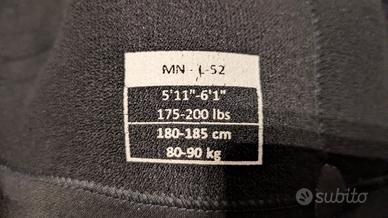 MN - L-52
5'11"-6'1"
175-200 lbs
180-185 cm
80-90 kg
subito